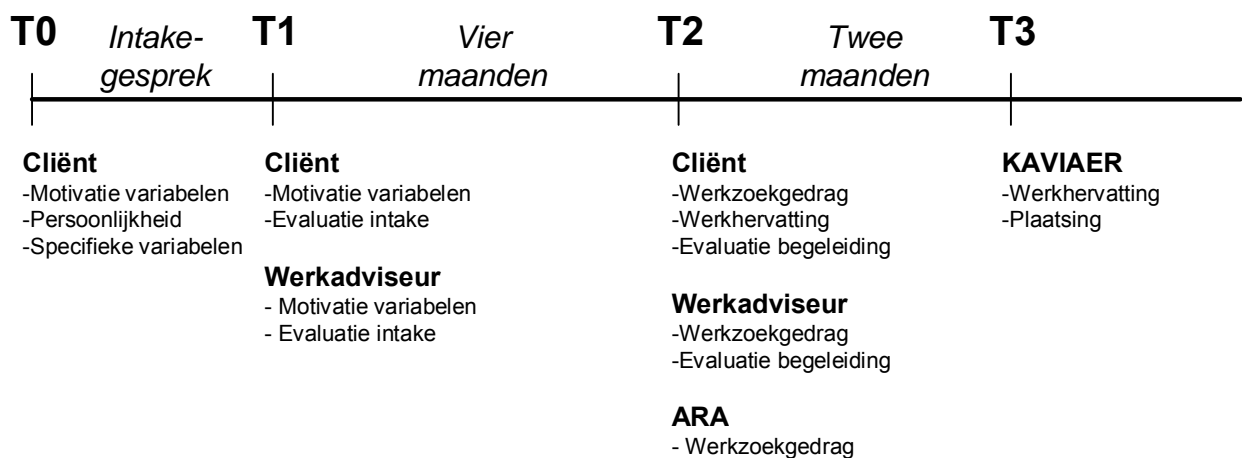 T0
Intake-
gesprek
T1
Vier
maanden
T2
Twee
maanden
T3
Cliënt
-Motivatie variabelen
-Persoonlijkheid
-Specifieke variabelen
Cliënt
-Motivatie variabelen
-Evaluatie intake
Werkadviseur
- Motivatie variabelen
- Evaluatie intake
Cliënt
-Werkzoekgedrag
-Werkhervatting
-Evaluatie begeleiding
Werkadviseur
-Werkzoekgedrag
-Evaluatie begeleiding
ARA
- Werkzoekgedrag
KAVIAER
-Werkhervatting
-Plaatsing